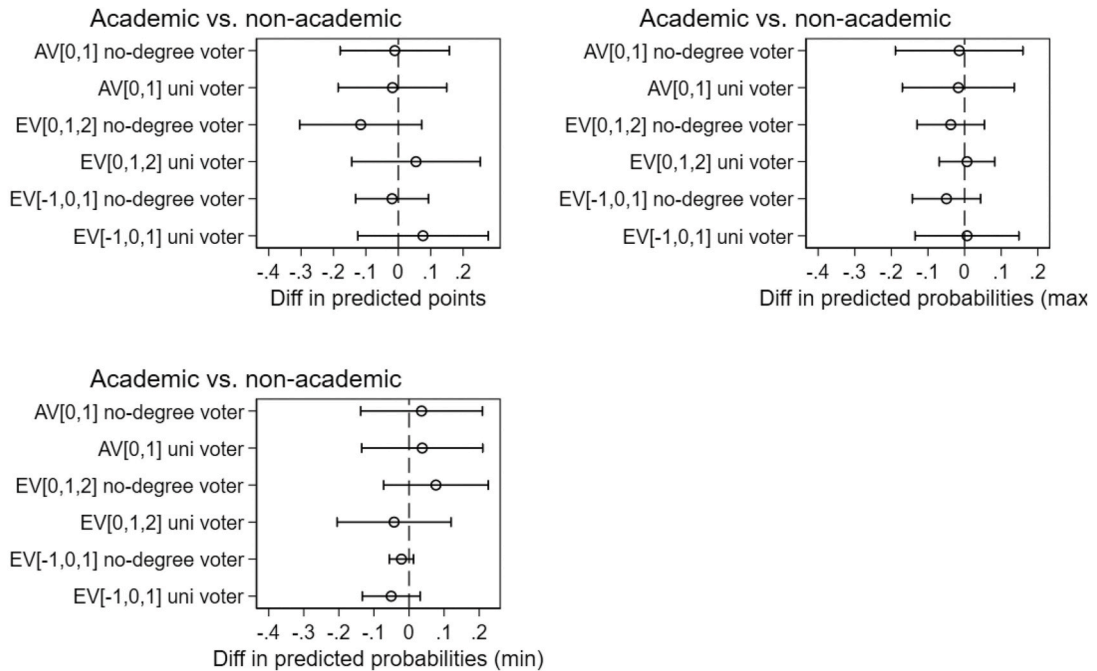 Academic vs. non-academic
AV[0,1] no-degree voter
AV[0,1] uni voter
EV[0,1,2] no-degree voter
EV[0,1,2] uni voter
EV[-1,0,1] no-degree voter
EV[-1,0,1] uni voter
-.4 -.3 -.2 -.1 0 .1 .2
Diff in predicted points
Academic vs. non-academic
AV[0,1] no-degree voter
AV[0,1] uni voter
EV[0,1,2] no-degree voter
EV[0,1,2] uni voter
EV[-1,0,1] no-degree voter
EV[-1,0,1] uni voter
-.4 -.3 -.2 -.1 0 .1 .2
Diff in predicted probabilities (max
Academic vs. non-academic
AV[0,1] no-degree voter
AV[0,1] uni voter
EV[0,1,2] no-degree voter
EV[0,1,2] uni voter
EV[-1,0,1] no-degree voter
EV[-1,0,1] uni voter
-.4 -.3 -.2 -.1 0 .1 .2
Diff in predicted probabilities (min)